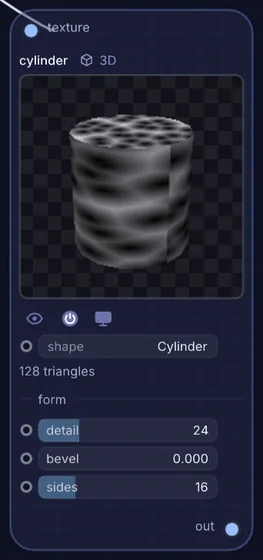 texture
cylinder 3D
shape Cylinder
128 triangles
form
detail 24
bevel 0.000
sides 16
out